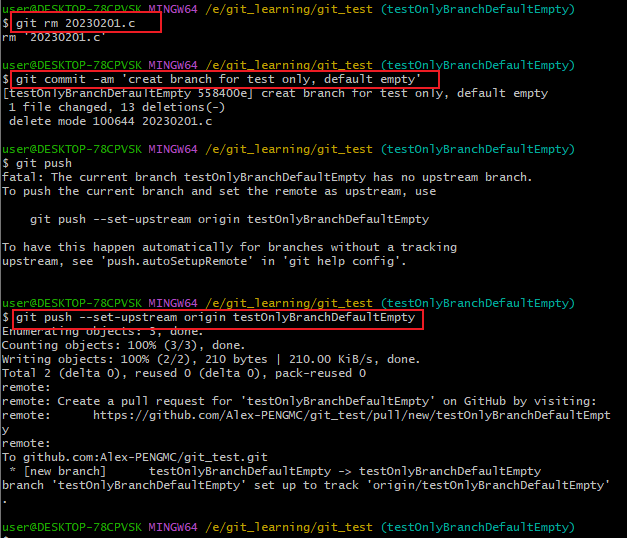 user@DESKTOP-78CPVSK MINGW64 /e/git_learning/git_test (testOnlyBranchDefaultEmpty)
$ git rm 20230201.c
rm '20230201.c'
user@DESKTOP-78CPVSK MINGW64 /e/git_learning/git_test (testOnlyBranchDefaultEmpty)
$ git commit -am 'creat branch for test only, default empty'
[testOnlyBranchDefaultEmpty 558400e] creat branch for test only, default empty
 1 file changed, 13 deletions(-)
 delete mode 100644 20230201.c
user@DESKTOP-78CPVSK MINGW64 /e/git_learning/git_test (testOnlyBranchDefaultEmpty)
$ git push
fatal: The current branch testOnlyBranchDefaultEmpty has no upstream branch.
To push the current branch and set the remote as upstream, use
    git push --set-upstream origin testOnlyBranchDefaultEmpty
To have this happen automatically for branches without a tracking
upstream, see 'push.autoSetupRemote' in 'git help config'.
user@DESKTOP-78CPVSK MINGW64 /e/git_learning/git_test (testOnlyBranchDefaultEmpty)
$ git push --set-upstream origin testOnlyBranchDefaultEmpty
Enumerating objects: 3, done.
Counting objects: 100% (3/3), done.
Writing objects: 100% (2/2), 210 bytes | 210.00 KiB/s, done.
Total 2 (delta 0), reused 0 (delta 0), pack-reused 0
remote:
remote: Create a pull request for 'testOnlyBranchDefaultEmpty' on GitHub by visiting:
remote:      https://github.com/Alex-PENGMC/git_test/pull/new/testOnlyBranchDefaultEmpt
y
remote:
To github.com:Alex-PENGMC/git_test.git
 * [new branch]      testOnlyBranchDefaultEmpty -> testOnlyBranchDefaultEmpty
branch 'testOnlyBranchDefaultEmpty' set up to track 'origin/testOnlyBranchDefaultEmpty'
.
user@DESKTOP-78CPVSK MINGW64 /e/git_learning/git_test (testOnlyBranchDefaultEmpty)